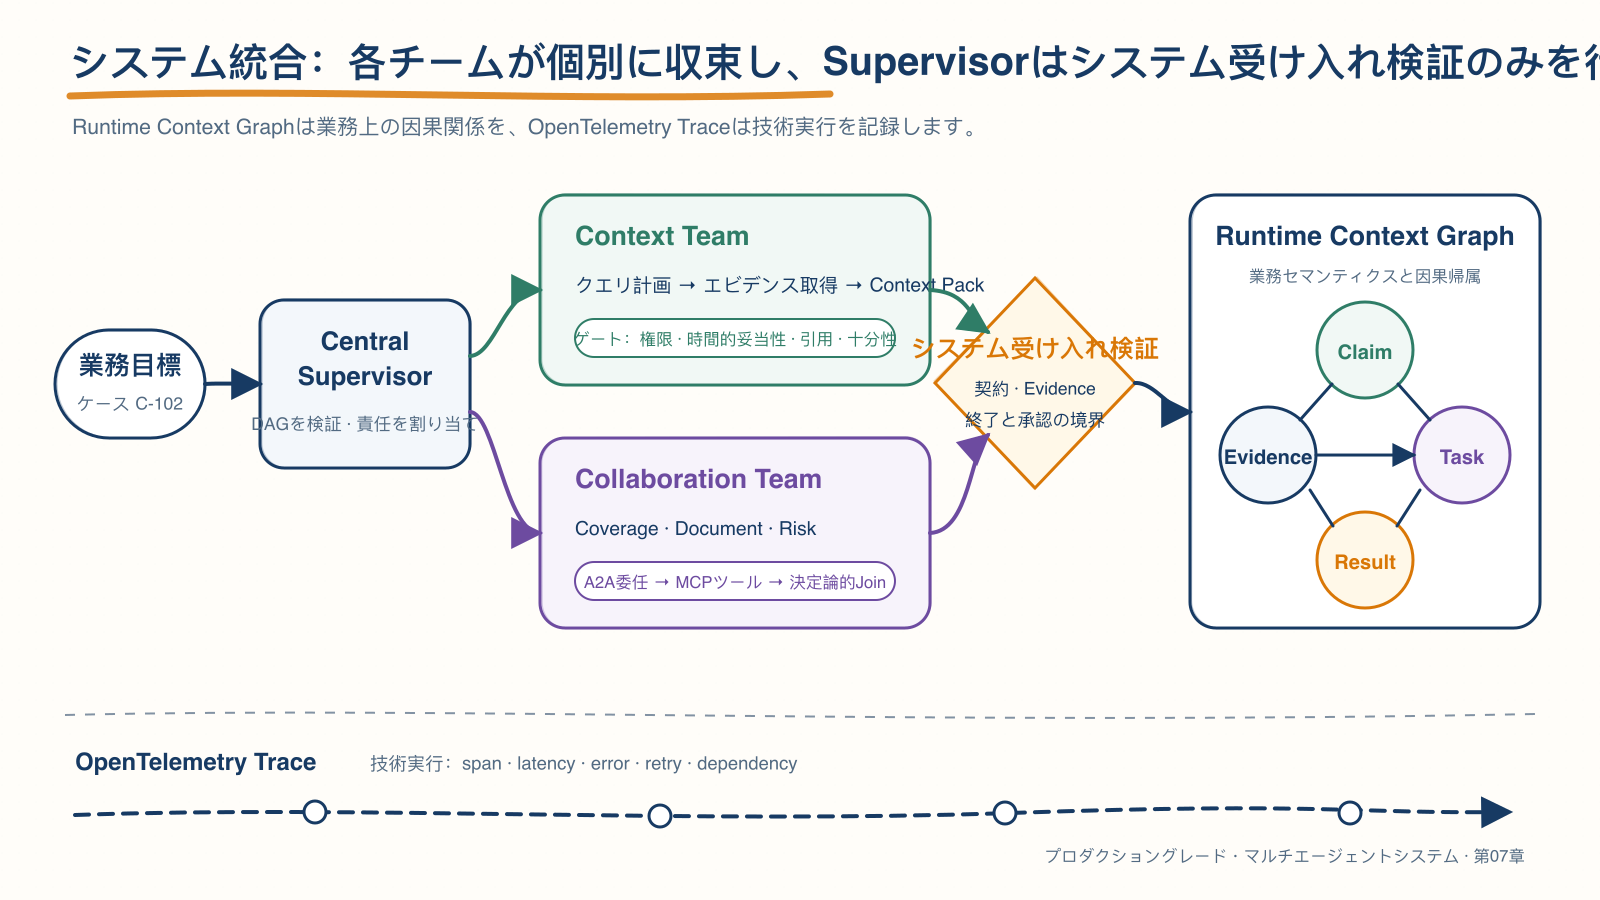 システム統合：各チームが個別に収束し、Supervisorはシステム受け入れ検証のみを行
Runtime Context Graphは業務上の因果関係を、OpenTelemetry Traceは技術実行を記録します。
業務目標
ケース C-102
Central
Supervisor
DAGを検証・責任を割り当て
Context Team
クエリ計画 → エビデンス取得 → Context Pack
ゲート：権限・時間的妥当性・引用・十分性
Collaboration Team
Coverage · Document · Risk
A2A委任 → MCPツール → 決定論的Join
システム受け入れ検証
契約 · Evidence
終了と承認の境界
Runtime Context Graph
業務セマンティクスと因果帰属
Claim
Evidence
Task
Result
OpenTelemetry Trace
技術実行：span · latency · error · retry · dependency
プロダクショングレード・マルチエージェントシステム · 第07章